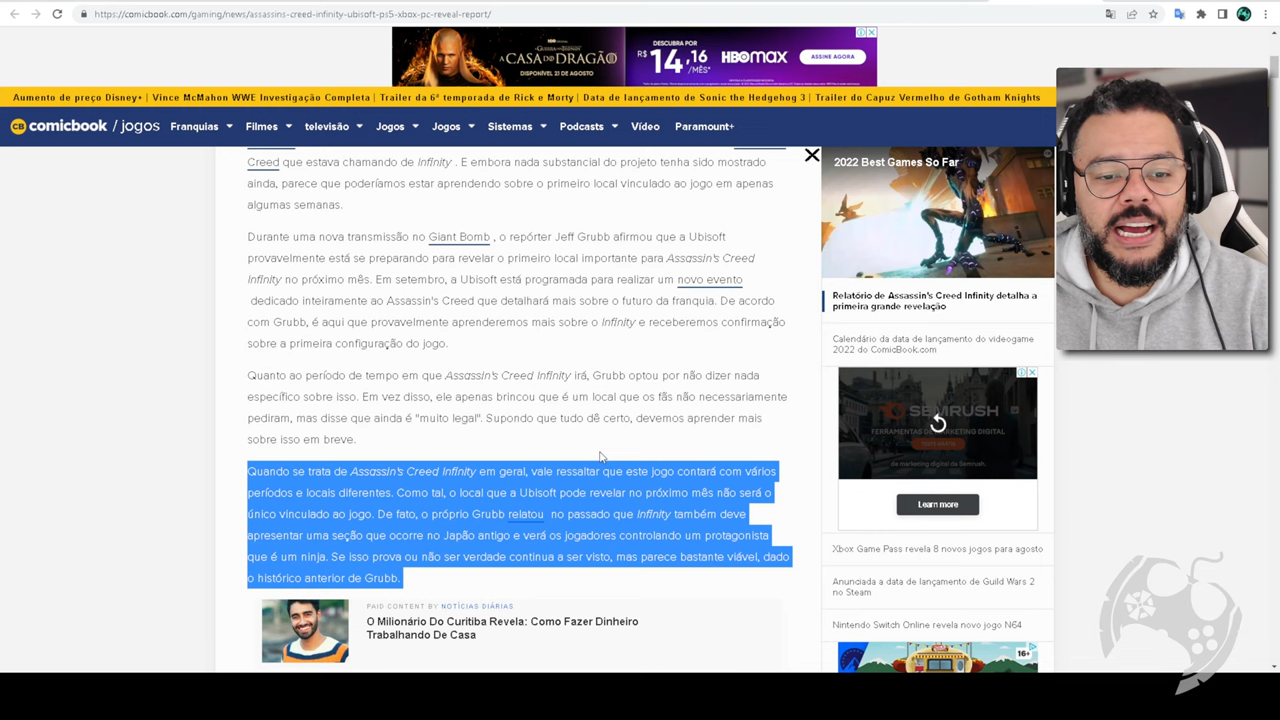 https://comicbook.com/gaming/news/assassins-creed-infinity-ubisoft-ps5-xbox-pc-reveal-report/
A CASA DO DRAGÃO
DISPONÍVEL 21 DE AGOSTO
DESCUBRA POR
R$ 14,16 /MÊS*
HBOMAX
ASSINE AGORA
Aumento de preço Disney+ | Vince McMahon WWE Investigação Completa | Trailer da 6ª temporada de Rick e Morty | Data de lançamento de Sonic the Hedgehog 3 | Trailer do Capuz Vermelho de Gotham Knights
CB comicbook / jogos Franquias Filmes televisão Jogos Jogos Sistemas Podcasts Vídeo Paramount+
Creed que estava chamando de Infinity . E embora nada substancial do projeto tenha sido mostrado
ainda, parece que poderíamos estar aprendendo sobre o primeiro local vinculado ao jogo em apenas
algumas semanas.
Durante uma nova transmissão no Giant Bomb , o repórter Jeff Grubb afirmou que a Ubisoft
provavelmente está se preparando para revelar o primeiro local importante para Assassin's Creed
Infinity no próximo mês. Em setembro, a Ubisoft está programada para realizar um novo evento
dedicado inteiramente ao Assassin's Creed que detalhará mais sobre o futuro da franquia. De acordo
com Grubb, é aqui que provavelmente aprenderemos mais sobre o Infinity e receberemos confirmação
sobre a primeira configuração do jogo.
Quanto ao período de tempo em que Assassin's Creed Infinity irá, Grubb optou por não dizer nada
específico sobre isso. Em vez disso, ele apenas brincou que é um local que os fãs não necessariamente
pediram, mas disse que ainda é "muito legal". Supondo que tudo dê certo, devemos aprender mais
sobre isso em breve.
Quando se trata de Assassin's Creed Infinity em geral, vale ressaltar que este jogo contará com vários
períodos e locais diferentes. Como tal, o local que a Ubisoft pode revelar no próximo mês não será o
único vinculado ao jogo. De fato, o próprio Grubb relatou no passado que Infinity também deve
apresentar uma seção que ocorre no Japão antigo e verá os jogadores controlando um protagonista
que é um ninja. Se isso prova ou não ser verdade continua a ser visto, mas parece bastante viável, dado
o histórico anterior de Grubb.
PAID CONTENT BY NOTÍCIAS DIÁRIAS
O Milionário Do Curitiba Revela: Como Fazer Dinheiro
Trabalhando De Casa
2022 Best Games So Far
Relatório de Assassin's Creed Infinity detalha a
primeira grande revelação
Calendário da data de lançamento do videogame
2022 do ComicBook.com
SEMRUSH
FERRAMENTAS DE MARKETING DIGITAL
de marketing digital da Semrush.
Learn more
Xbox Game Pass revela 8 novos jogos para agosto
Anunciada a data de lançamento de Guild Wars 2
no Steam
Nintendo Switch Online revela novo jogo N64
16+